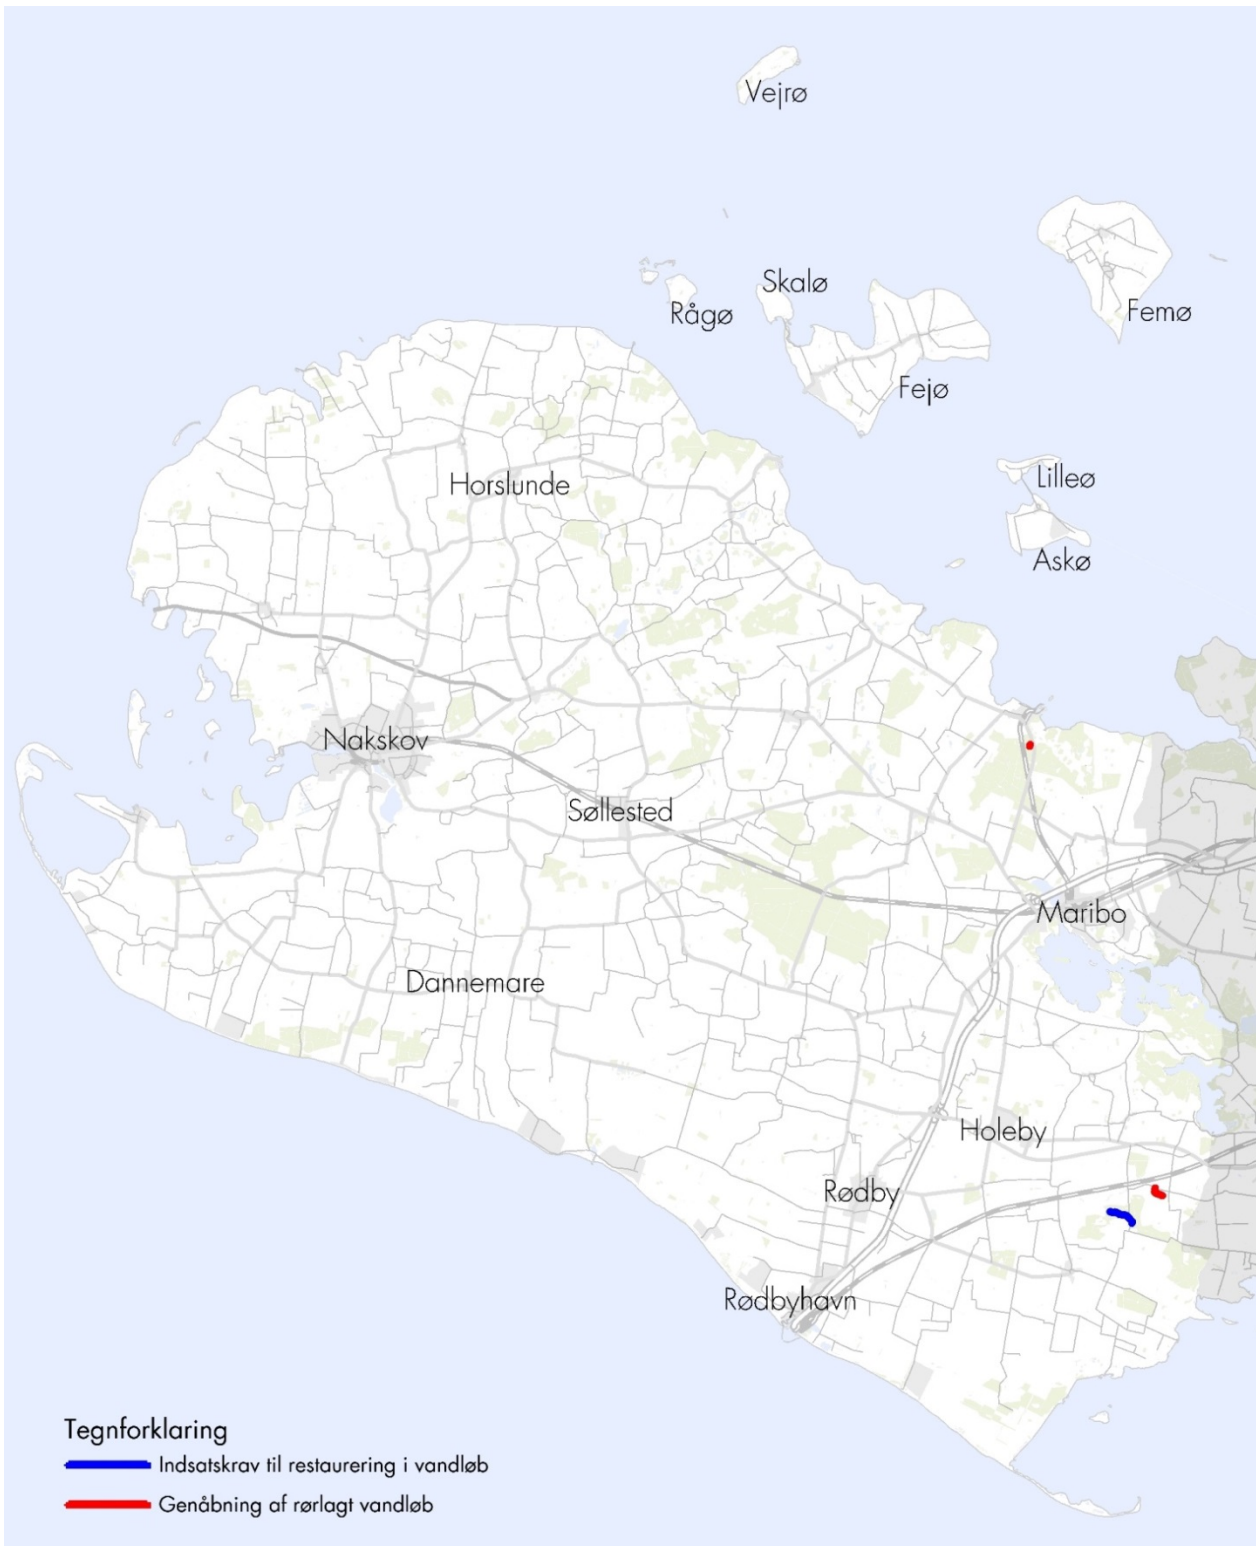 Vejrø
Skalø
Rågø
Femø
Fejø
Lilleø
Horslunde
Askø
Nakskov
Søllested
Maribo
Dannemare
Holeby
Rødby
Rødbyhavn
Tegnforklaring
Indsatskrav til restaurering i vandløb
Genåbning af rørlagt vandløb